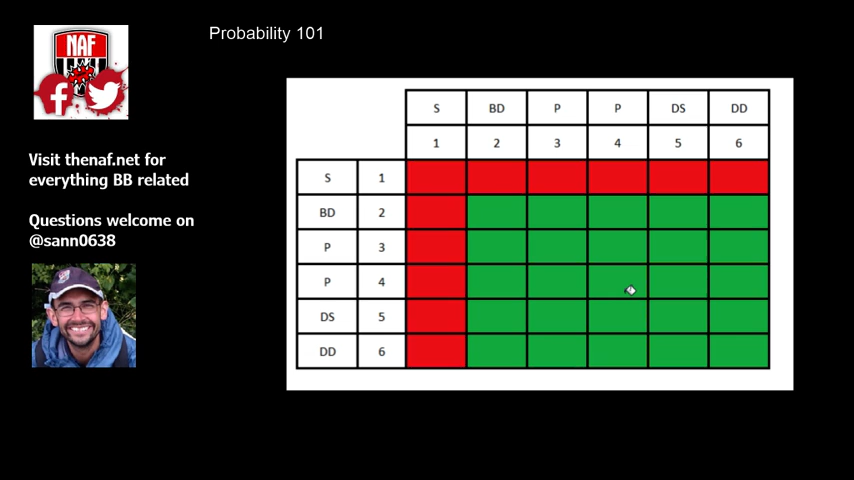 Probability 101
NAF
f
Visit thenaf.net for
everything BB related
Questions welcome on
@sann0638
S BD P P DS DD
1 2 3 4 5 6
S 1
BD 2
P 3
P 4
DS 5
DD 6